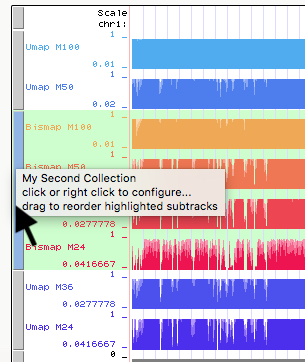 Scale
chr1:
1
Umap M100
0.01
1
Umap M50
0.02
1
Bismap M100
0.01
1
Bismap M50
My Second Collection
click or right click to configure...
drag to reorder highlighted subtracks
0.0277778
1
Bismap M24
0.0416667
1
Umap M36
0.0277778
1
Umap M24
0.0416667
0